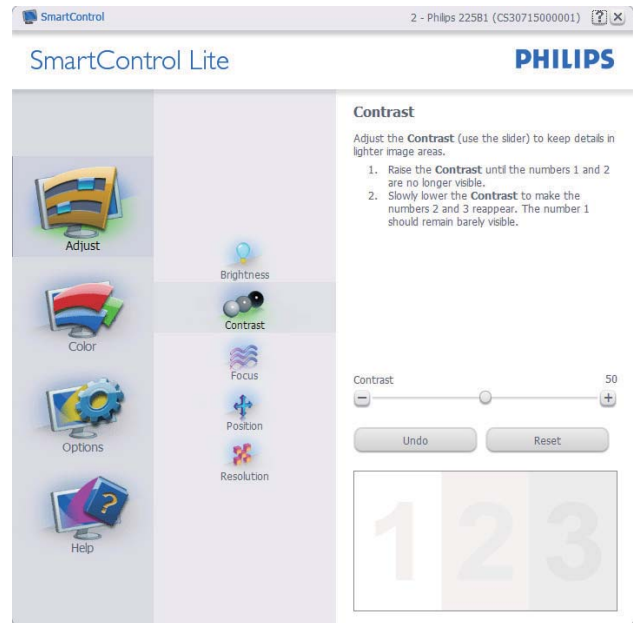 SmartControl
2 - Philips 225B1 (CS30715000001)
?
SmartControl Lite
PHILIPS
Adjust
Color
Options
Help
Brightness
Contrast
Focus
Position
Resolution
Contrast
Adjust the Contrast (use the slider) to keep details in
lighter image areas.
1. Raise the Contrast until the numbers 1 and 2
are no longer visible.
2. Slowly lower the Contrast to make the
numbers 2 and 3 reappear. The number 1
should remain barely visible.
Contrast
50
Undo
Reset
1 2 3